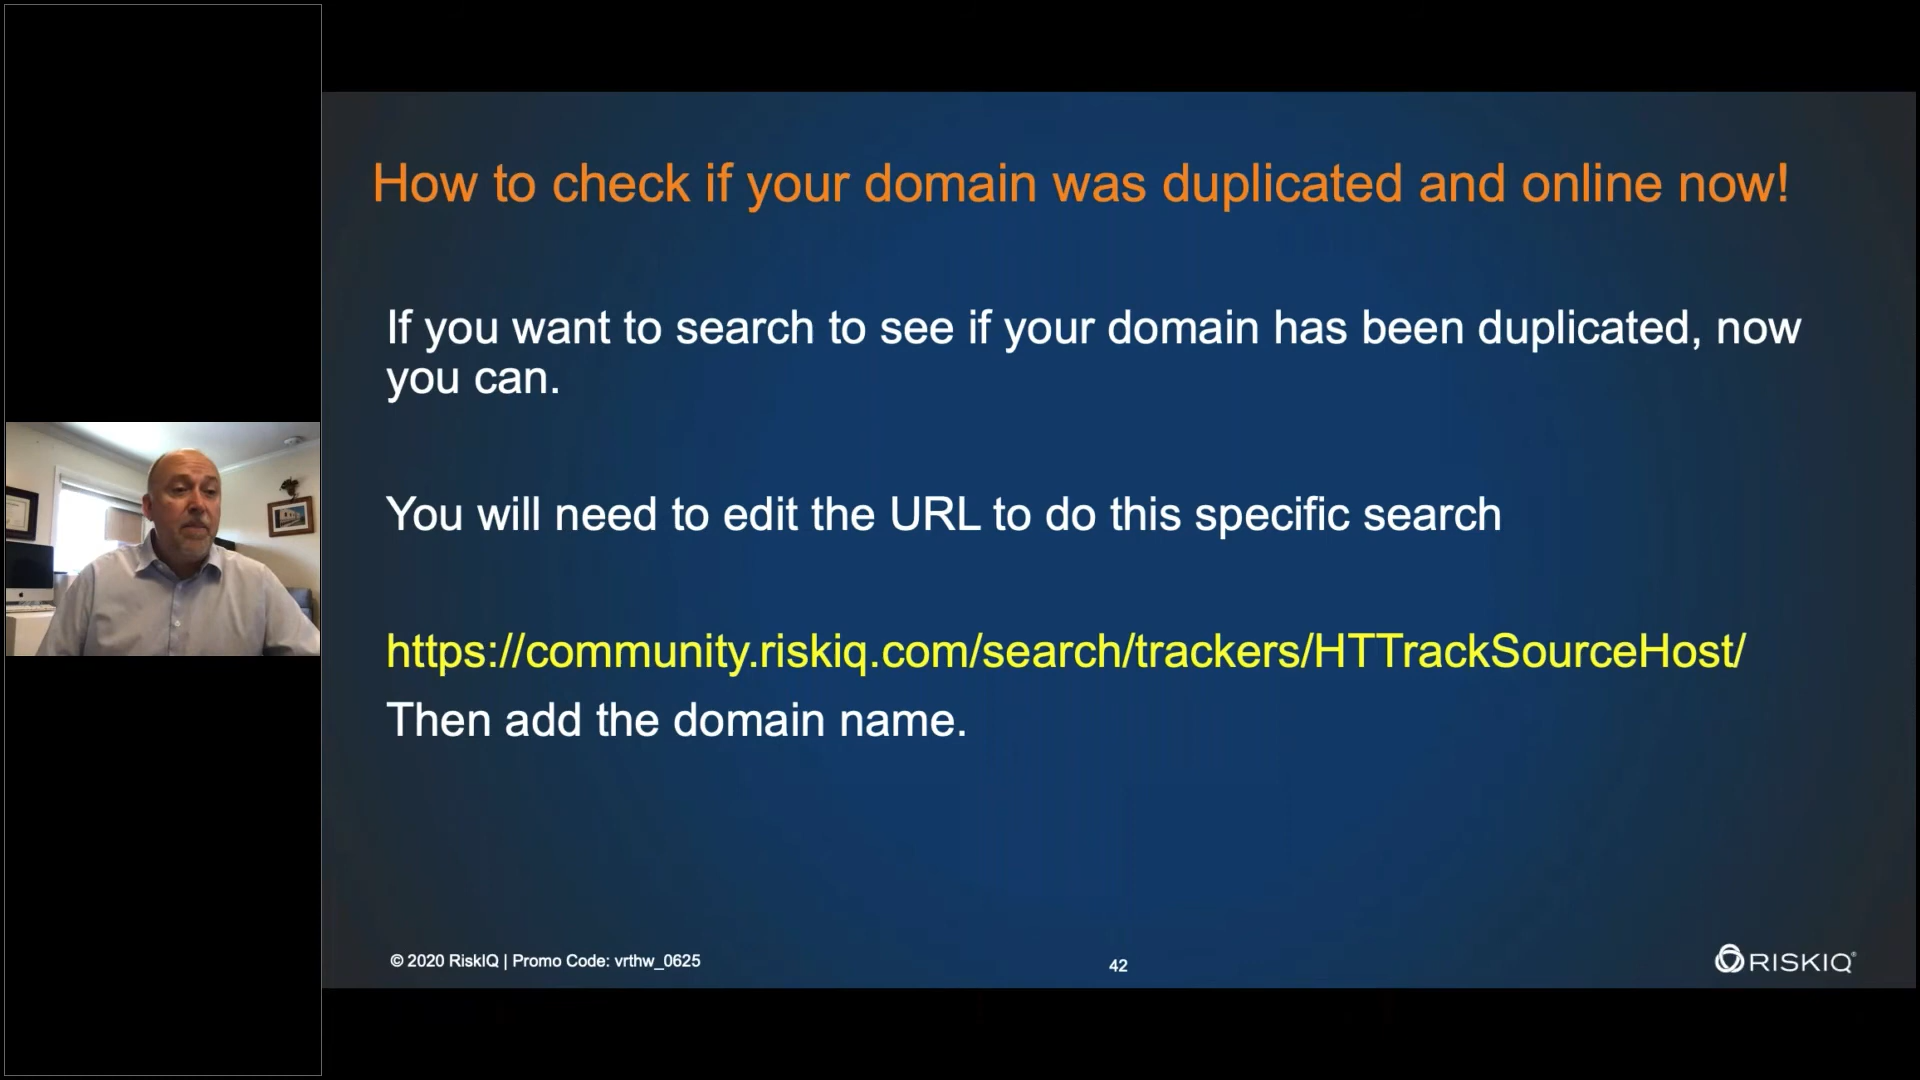 How to check if your domain was duplicated and online now!
If you want to search to see if your domain has been duplicated, now
you can.
You will need to edit the URL to do this specific search
https://community.riskiq.com/search/trackers/HTTrackSourceHost/
Then add the domain name.
© 2020 RiskIQ | Promo Code: vrthw_0625
42
RISKIQ